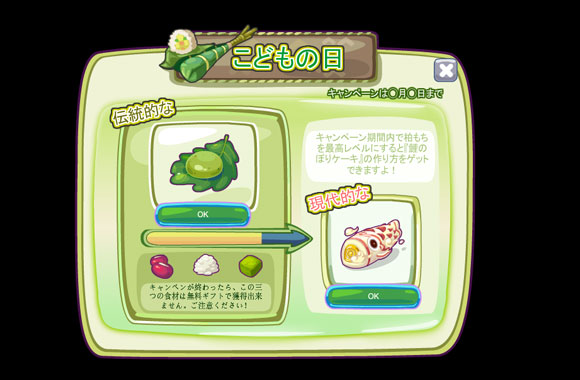 こどもの日
キャンペーンは○月○日まで
伝統的な
OK
キャンペンが終わったら、この三
つの食材は無料ギフトで獲得出来
ません。ご注意ください!
キャンペーン期間内で柏もち
を最高レベルにすると『鯉の
ぼりケーキ』の作り方をゲット
できますよ!
現代的な
OK